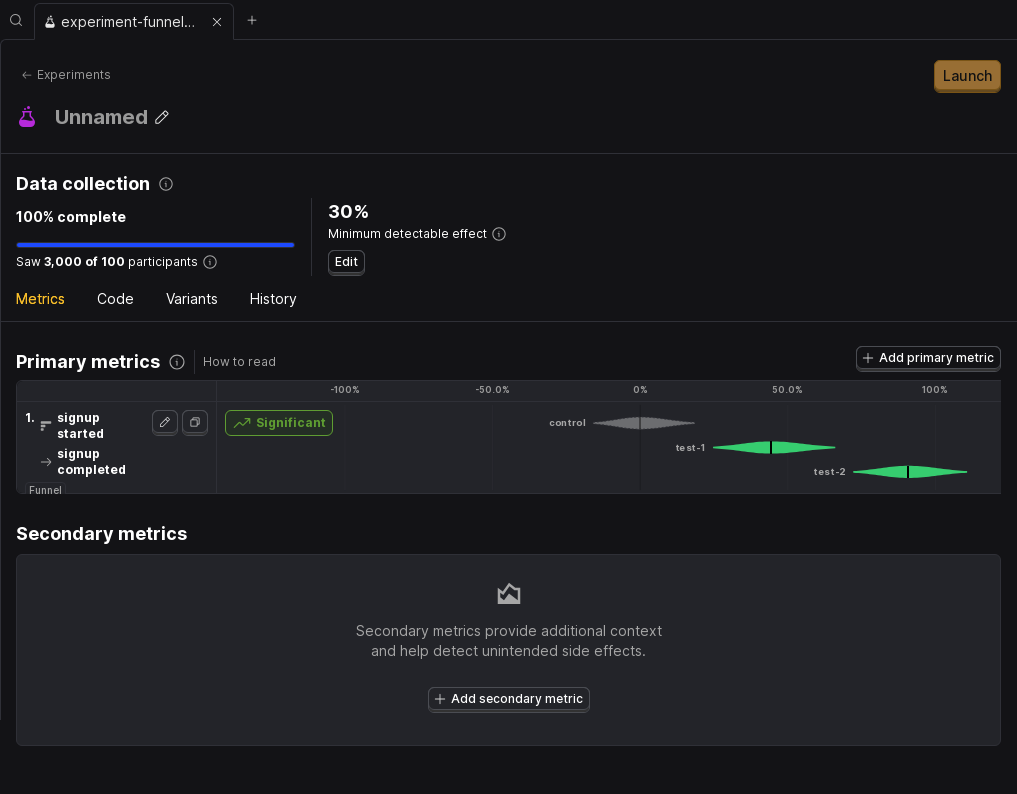 experiment-funnel...
Experiments
Launch
Unnamed
Data collection
100% complete
30%
Minimum detectable effect
Saw 3,000 of 100 participants
Edit
Metrics
Code
Variants
History
Primary metrics
How to read
Add primary metric
-100%
-50.0%
0%
50.0%
100%
1.
signup
started
signup
completed
Funnel
Significant
control
test-1
test-2
Secondary metrics
Secondary metrics provide additional context
and help detect unintended side effects.
Add secondary metric